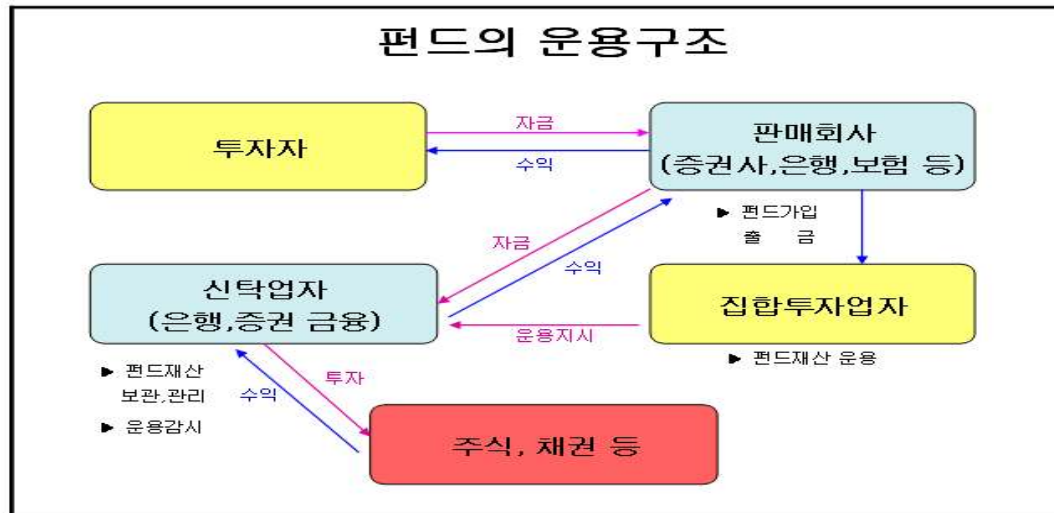 펀드의 운용구조
투자자
자금
수익
판매회사
(증권사,은행,보험 등)
▶ 펀드가입
출 금
자금
수익
신탁업자
(은행,증권 금융)
운용지시
집합투자업자
▶ 펀드재산 운용
▶ 펀드재산
보관,관리
▶ 운용감시
수익
투자
주식, 채권 등